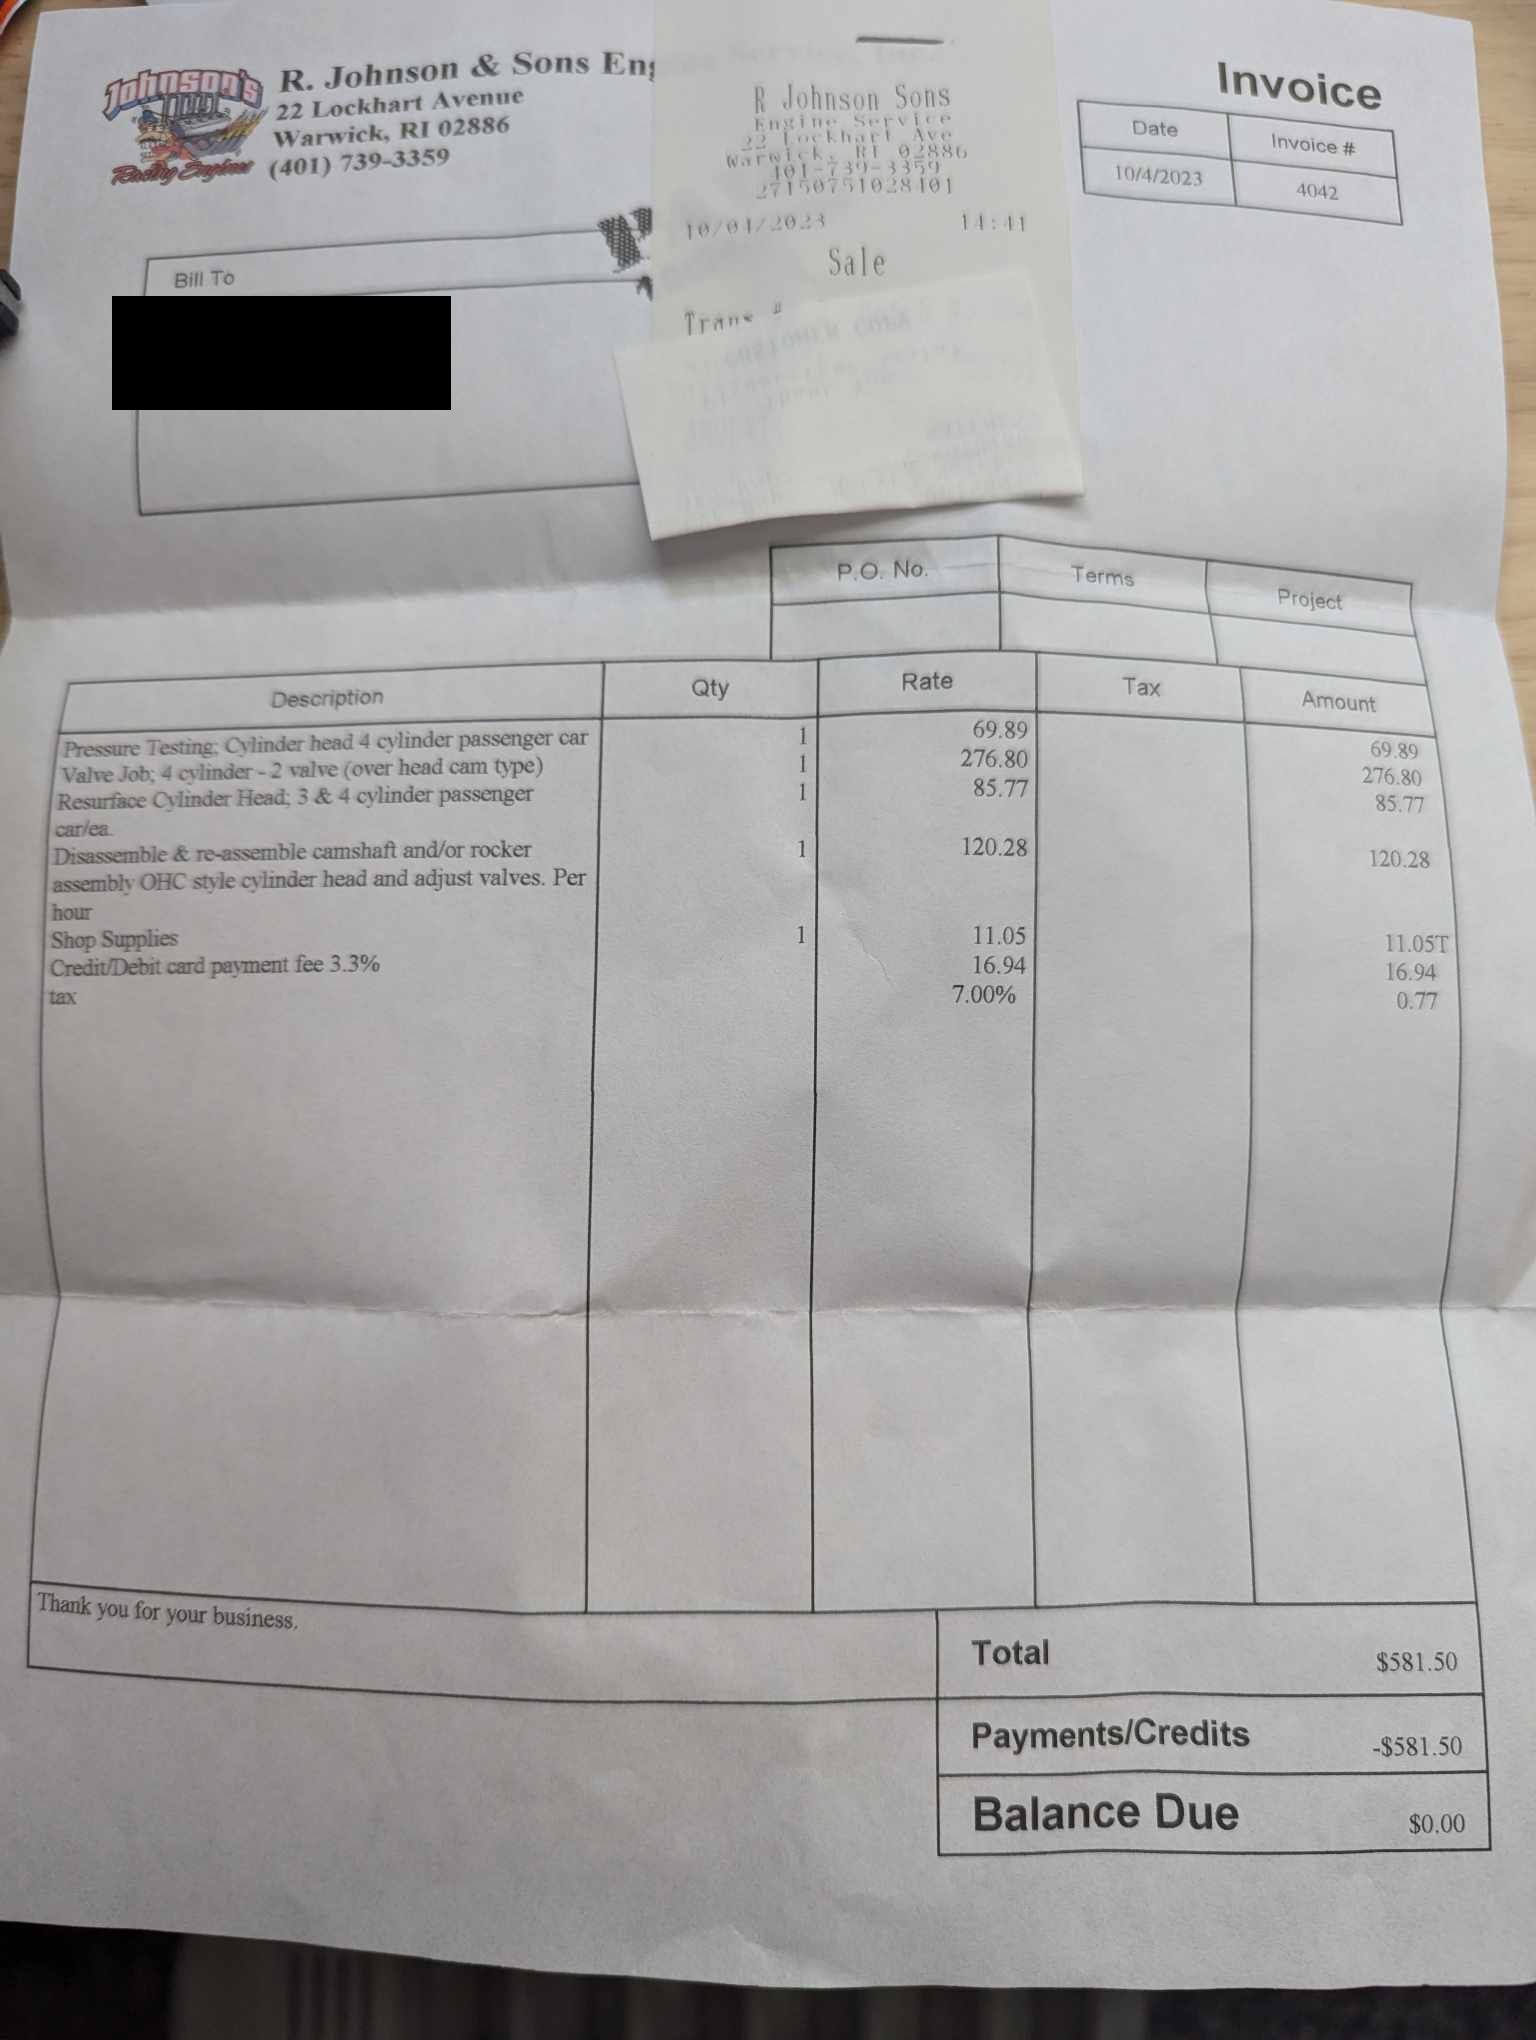 Johnson's
Racing Engines
R. Johnson & Sons
22 Lockhart Avenue
Warwick, RI 02886
(401) 739-3359
R Johnson Sons
Engine Service
22 Lockhart Ave
Warwick, RI 02886
401-739-3359
27150751028401
10/04/2023 14:41
Sale
Trans #
Invoice
Date Invoice #
10/4/2023 4042
Bill To
P.O. No. Terms Project
Description Qty Rate Tax Amount
Pressure Testing; Cylinder head 4 cylinder passenger car 1 69.89 69.89
Valve Job; 4 cylinder - 2 valve (over head cam type) 1 276.80 276.80
Resurface Cylinder Head; 3 & 4 cylinder passenger 1 85.77 85.77
car/ea.
Disassemble & re-assemble camshaft and/or rocker 1 120.28 120.28
assembly OHC style cylinder head and adjust valves. Per
hour
Shop Supplies 1 11.05 11.05T
Credit/Debit card payment fee 3.3% 16.94 16.94
tax 7.00% 0.77
Thank you for your business.
Total $581.50
Payments/Credits -$581.50
Balance Due $0.00